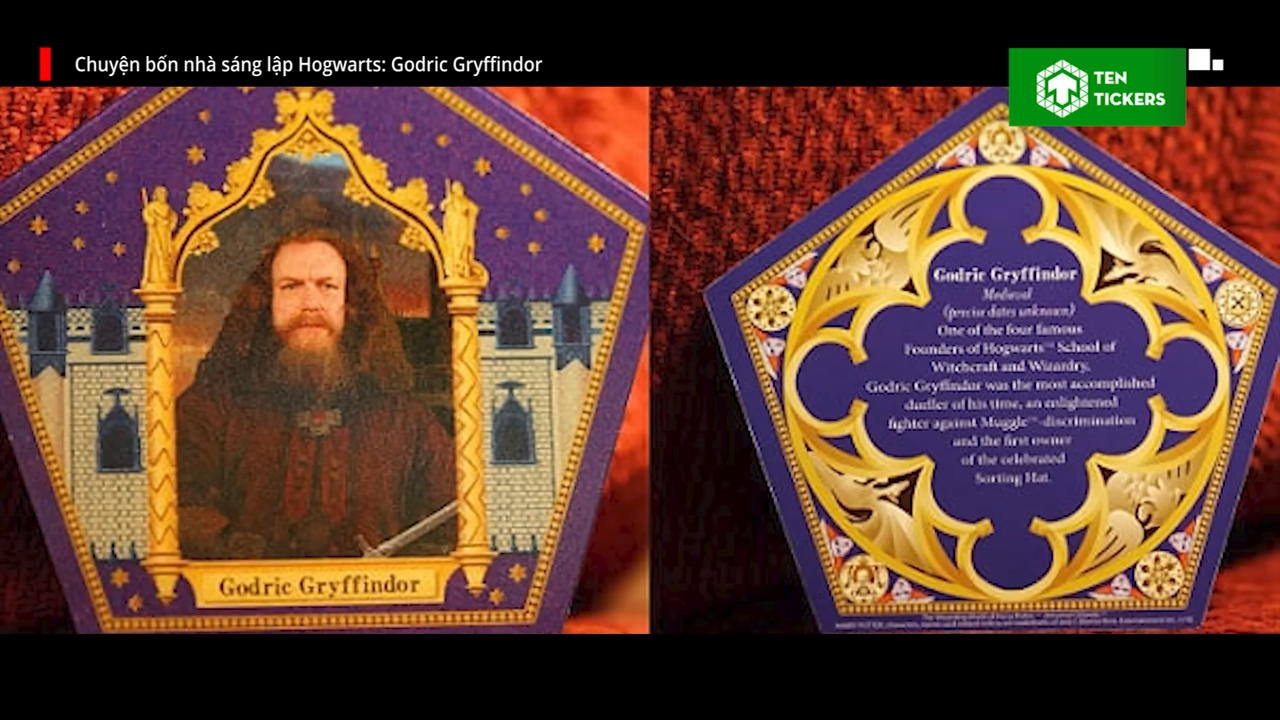 Chuyện bốn nhà sáng lập Hogwarts: Godric Gryffindor
TEN
TICKERS
Godric Gryffindor
Godric Gryffindor
Medieval
(precise dates unknown)
One of the four famous
Founders of Hogwarts™ School of
Witchcraft and Wizardry,
Godric Gryffindor was the most accomplished
dueller of his time, an enlightened
fighter against Muggle™-discrimination
and the first owner
of the celebrated
Sorting Hat.